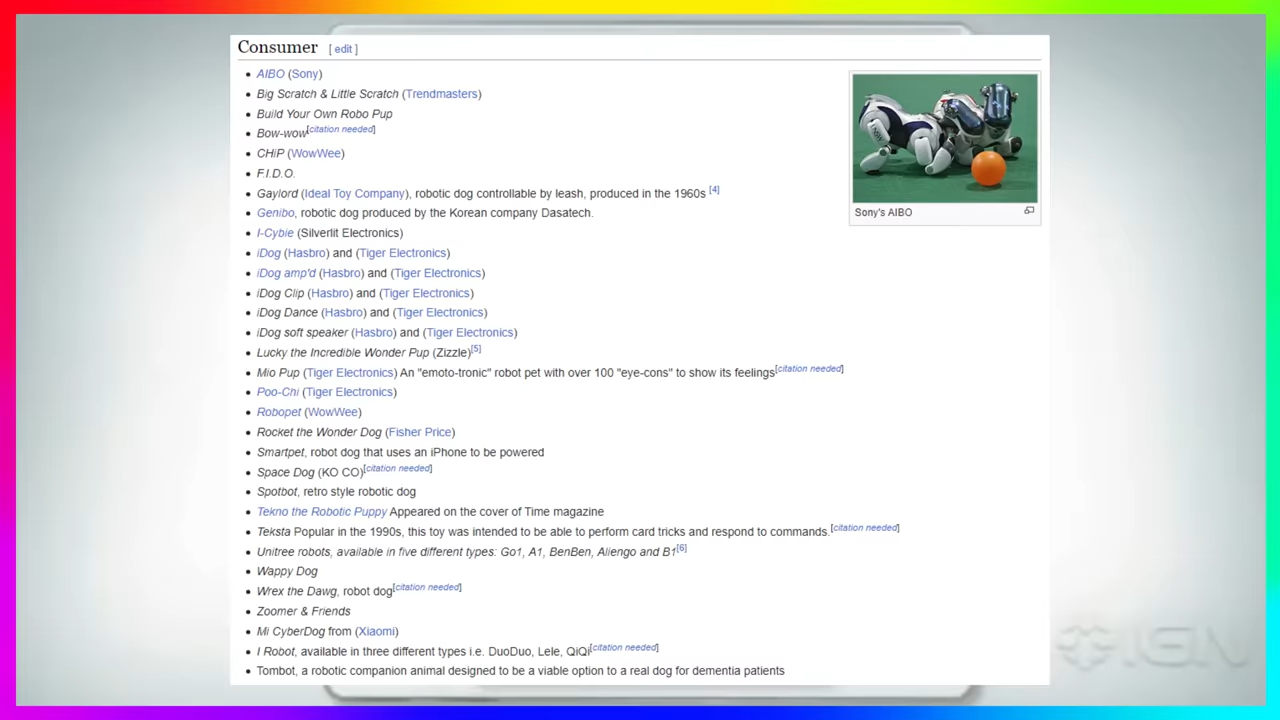 Consumer [ edit ]
AIBO (Sony)
Big Scratch & Little Scratch (Trendmasters)
Build Your Own Robo Pup
Bow-wow[citation needed]
CHiP (WowWee)
F.I.D.O.
Gaylord (Ideal Toy Company), robotic dog controllable by leash, produced in the 1960s [4]
Genibo, robotic dog produced by the Korean company Dasatech.
I-Cybie (Silverlit Electronics)
iDog (Hasbro) and (Tiger Electronics)
iDog amp'd (Hasbro) and (Tiger Electronics)
iDog Clip (Hasbro) and (Tiger Electronics)
iDog Dance (Hasbro) and (Tiger Electronics)
iDog soft speaker (Hasbro) and (Tiger Electronics)
Lucky the Incredible Wonder Pup (Zizzle)[5]
Mio Pup (Tiger Electronics) An "emoto-tronic" robot pet with over 100 "eye-cons" to show its feelings[citation needed]
Poo-Chi (Tiger Electronics)
Robopet (WowWee)
Rocket the Wonder Dog (Fisher Price)
Smartpet, robot dog that uses an iPhone to be powered
Space Dog (KO CO)[citation needed]
Spotbot, retro style robotic dog
Tekno the Robotic Puppy Appeared on the cover of Time magazine
Teksta Popular in the 1990s, this toy was intended to be able to perform card tricks and respond to commands.[citation needed]
Unitree robots, available in five different types: Go1, A1, BenBen, Aliengo and B1[6]
Wappy Dog
Wrex the Dawg, robot dog[citation needed]
Zoomer & Friends
Mi CyberDog from (Xiaomi)
I Robot, available in three different types i.e. DuoDuo, Lele, QiQi[citation needed]
Tombot, a robotic companion animal designed to be a viable option to a real dog for dementia patients
Sony's AIBO
IGN